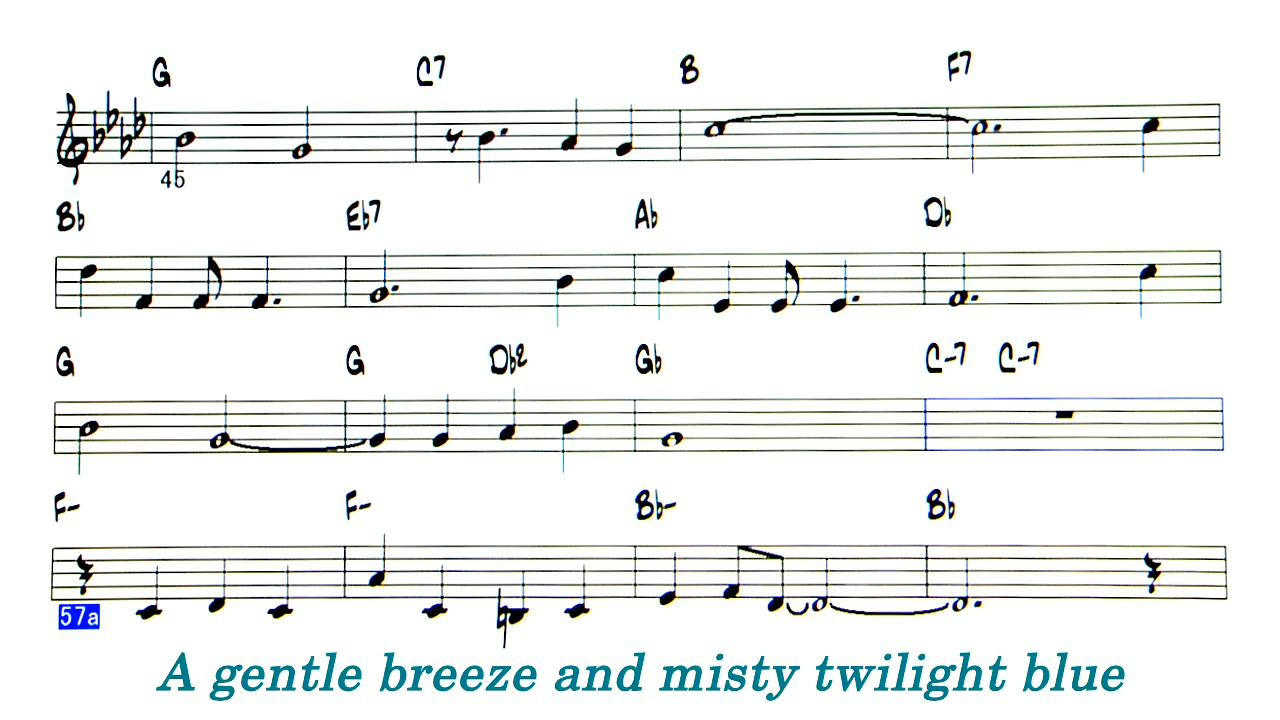 G C7 B F7
45
Bb Eb7 Ab Db
G G Db2 Gb C-7 C-7
F- F- Bb- Bb
57a
A gentle breeze and misty twilight blue